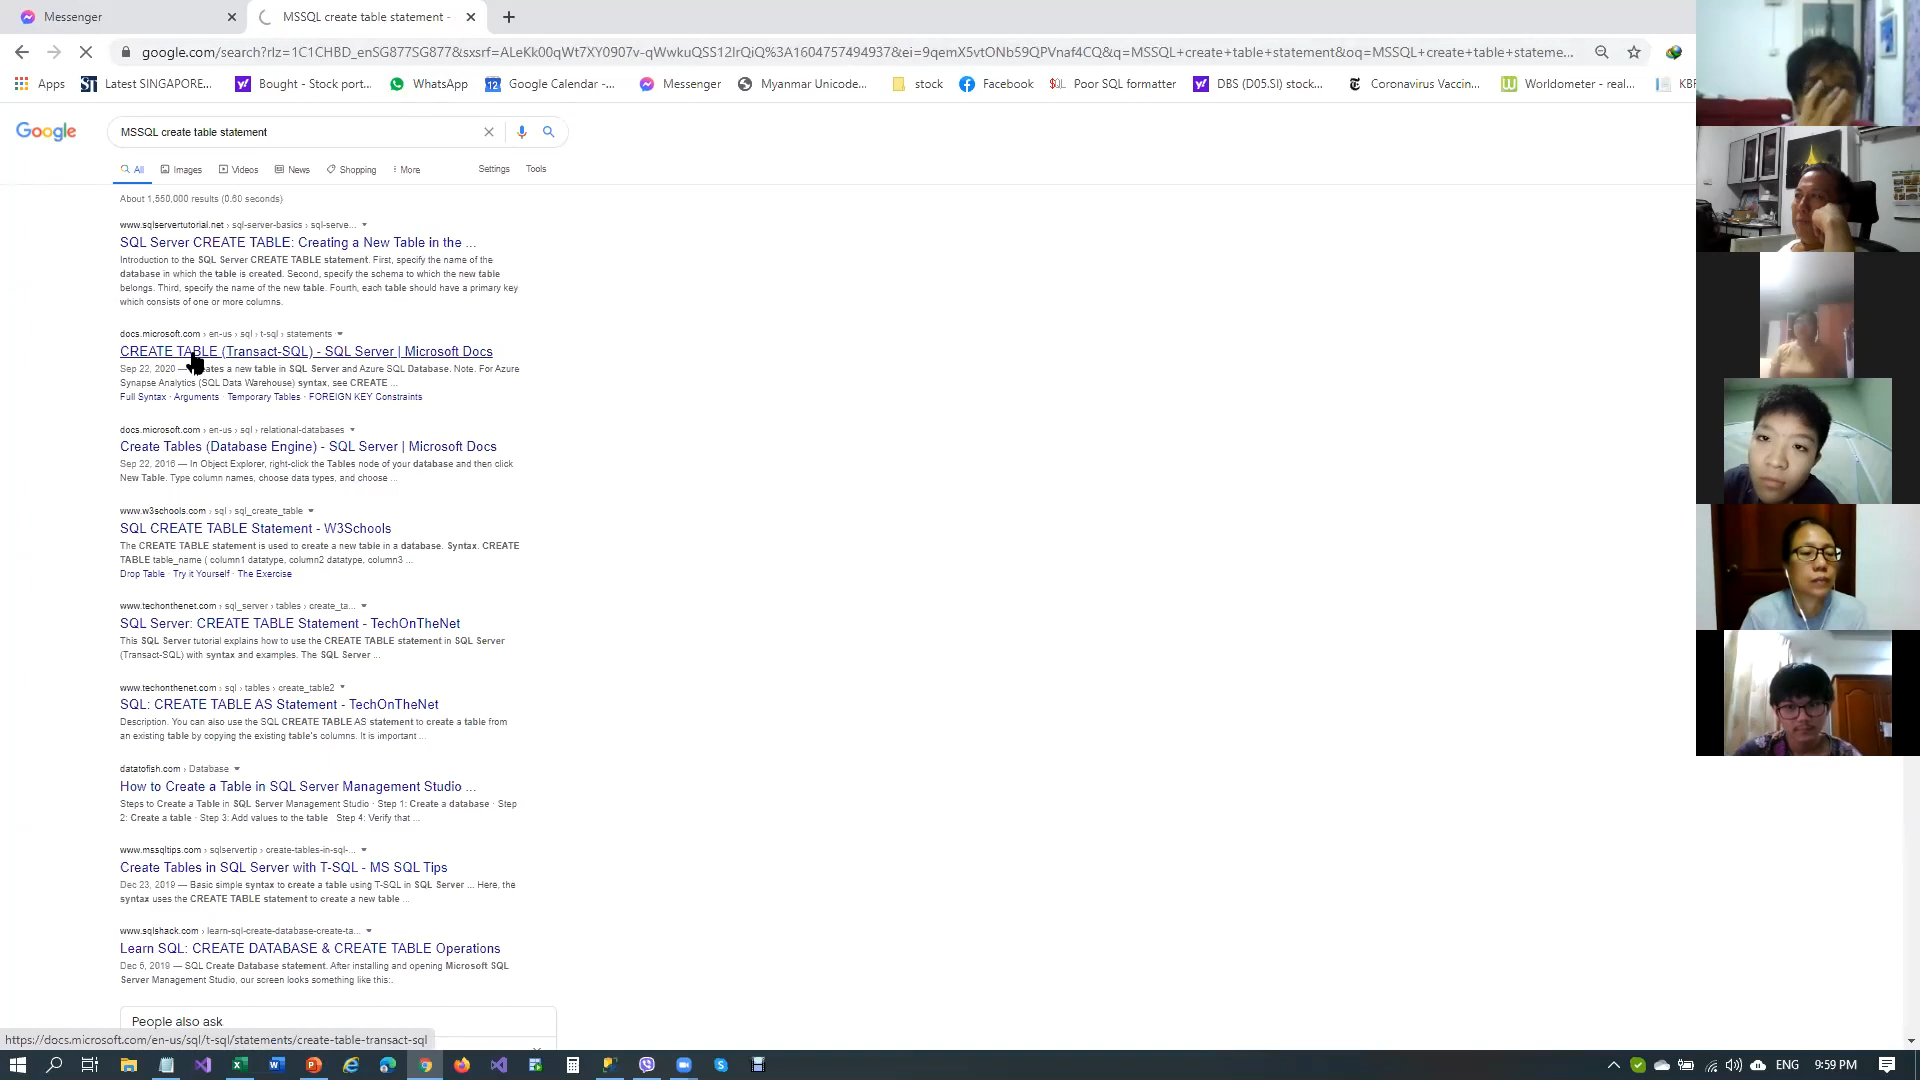 Messenger
MSSQL create table statement -
google.com/search?rlz=1C1CHBD_enSG877SG877&sxsrf=ALeKk00qWt7XY0907v-qWwkuQSS12lrQiQ%3A1604757494937&ei=9qemX5vtONb59QPVnaf4CQ&q=MSSQL+create+table+statement&oq=MSSQL+create+table+stateme...
Apps
Latest SINGAPORE...
Bought - Stock port...
WhatsApp
Google Calendar -...
Messenger
Myanmar Unicode...
stock
Facebook
Poor SQL formatter
DBS (D05.SI) stock...
Coronavirus Vaccin...
Worldometer - real...
Google
MSSQL create table statement
All
Images
Videos
News
Shopping
More
Settings
Tools
About 1,550,000 results (0.60 seconds)
www.sqlservertutorial.net › sql-server-basics › sql-serve...
SQL Server CREATE TABLE: Creating a New Table in the ...
Introduction to the SQL Server CREATE TABLE statement. First, specify the name of the
database in which the table is created. Second, specify the schema to which the new table
belongs. Third, specify the name of the new table. Fourth, each table should have a primary key
which consists of one or more columns.
docs.microsoft.com › en-us › sql › t-sql › statements
CREATE TABLE (Transact-SQL) - SQL Server | Microsoft Docs
Sep 22, 2020 — ates a new table in SQL Server and Azure SQL Database. Note. For Azure
Synapse Analytics (SQL Data Warehouse) syntax, see CREATE ...
Full Syntax · Arguments · Temporary Tables · FOREIGN KEY Constraints
docs.microsoft.com › en-us › sql › relational-databases
Create Tables (Database Engine) - SQL Server | Microsoft Docs
Sep 22, 2016 — In Object Explorer, right-click the Tables node of your database and then click
New Table. Type column names, choose data types, and choose ...
www.w3schools.com › sql › sql_create_table
SQL CREATE TABLE Statement - W3Schools
The CREATE TABLE statement is used to create a new table in a database. Syntax. CREATE
TABLE table_name ( column1 datatype, column2 datatype, column3 ...
Drop Table · Try it Yourself · The Exercise
www.techonthenet.com › sql_server › tables › create_ta...
SQL Server: CREATE TABLE Statement - TechOnTheNet
This SQL Server tutorial explains how to use the CREATE TABLE statement in SQL Server
(Transact-SQL) with syntax and examples. The SQL Server ...
www.techonthenet.com › sql › tables › create_table2
SQL: CREATE TABLE AS Statement - TechOnTheNet
Description. You can also use the SQL CREATE TABLE AS statement to create a table from
an existing table by copying the existing table's columns. It is important ...
datatofish.com › Database
How to Create a Table in SQL Server Management Studio ...
Steps to Create a Table in SQL Server Management Studio · Step 1: Create a database · Step
2: Create a table · Step 3: Add values to the table · Step 4: Verify that ...
www.mssqltips.com › sqlservertip › create-tables-in-sql-...
Create Tables in SQL Server with T-SQL - MS SQL Tips
Dec 23, 2019 — Basic simple syntax to create a table using T-SQL in SQL Server ... Here, the
syntax uses the CREATE TABLE statement to create a new table ...
www.sqlshack.com › learn-sql-create-database-create-ta...
Learn SQL: CREATE DATABASE & CREATE TABLE Operations
Dec 5, 2019 — SQL Create Database statement. After installing and opening Microsoft SQL
Server Management Studio, our screen looks something like this:.
People also ask
https://docs.microsoft.com/en-us/sql/t-sql/statements/create-table-transact-sql
ENG
9:59 PM